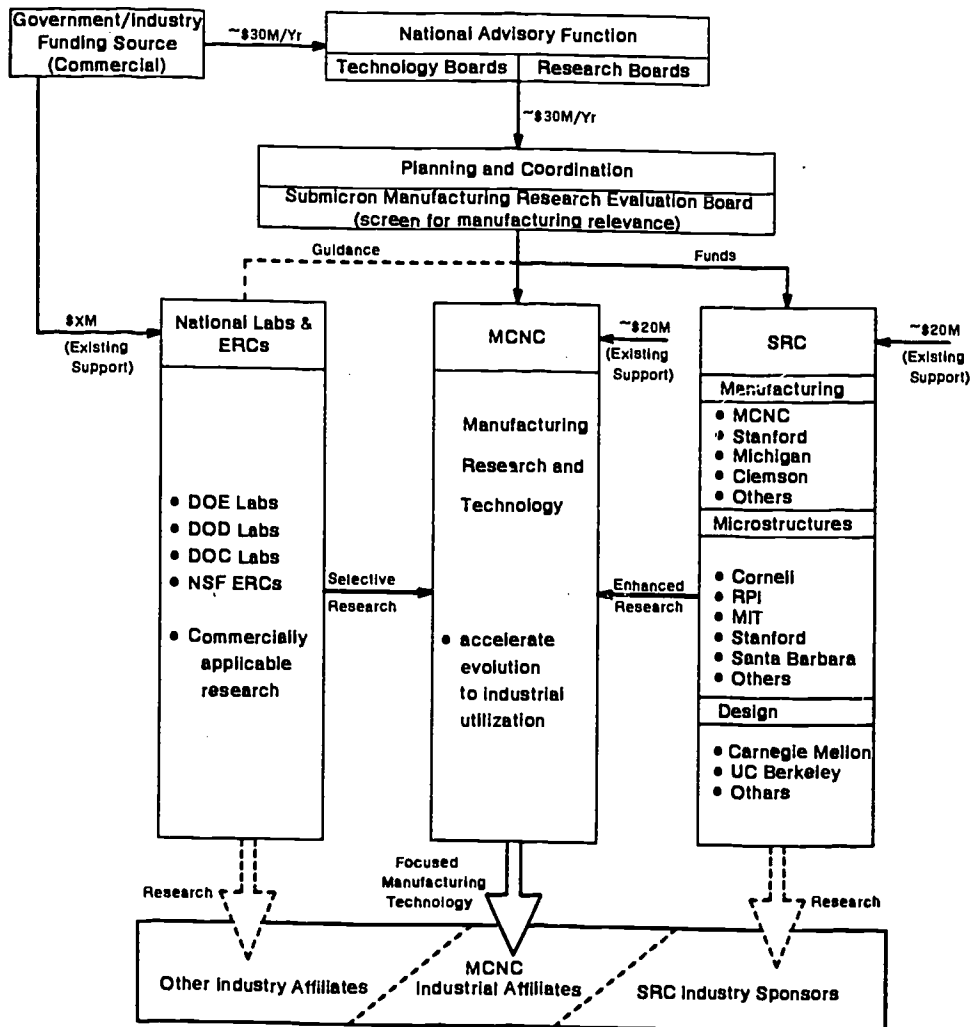 Government/Industry
Funding Source
(Commercial)
~$30M/Yr
National Advisory Function
Technology Boards
Research Boards
~$30M/Yr
Planning and Coordination
Submicron Manufacturing Research Evaluation Board
(screen for manufacturing relevance)
Guidance
Funds
$XM
(Existing
Support)
National Labs &
ERCs
• DOE Labs
• DOD Labs
• DOC Labs
• NSF ERCs
• Commercially
applicable
research
Selective
Research
MCNC
~$20M
(Existing
Support)
Manufacturing
Research and
Technology
• accelerate
evolution
to industrial
utilization
Enhanced
Research
SRC
~$20M
(Existing
Support)
Manufacturing
• MCNC
• Stanford
• Michigan
• Clemson
• Others
Microstructures
• Cornell
• RPI
• MIT
• Stanford
• Santa Barbara
• Others
Design
• Carnegie Mellon
• UC Berkeley
• Othars
Research
Focused
Manufacturing
Technology
Research
Other Industry Affiliates
MCNC
Industrial Affiliates
SRC Industry Sponsors